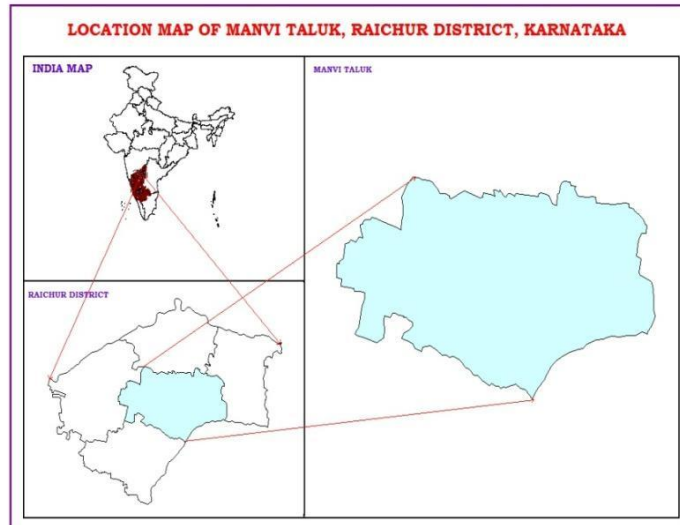 LOCATION MAP OF MANVI TALUK, RAICHUR DISTRICT, KARNATAKA
INDIA MAP
MANVI TALUK
RAICHUR DISTRICT